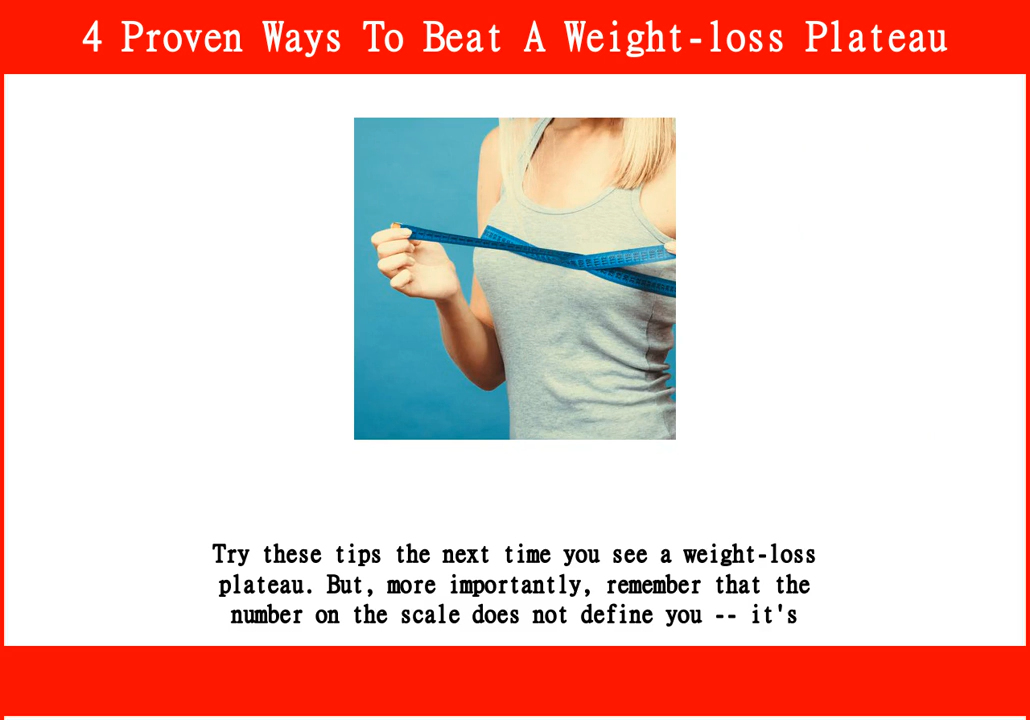 4 Proven Ways To Beat A Weight-loss Plateau
Try these tips the next time you see a weight-loss
plateau. But, more importantly, remember that the
number on the scale does not define you -- it's